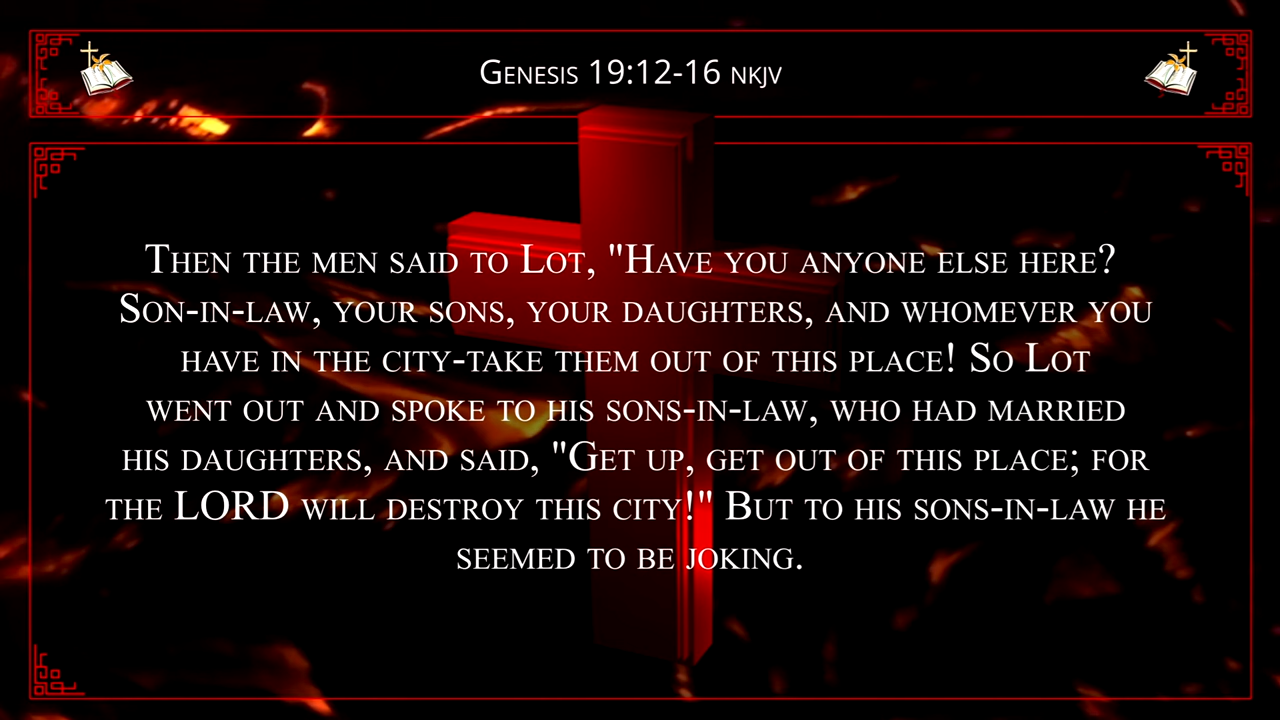 Genesis 19:12-16 NKJV
Then the men said to Lot, "Have you anyone else here?
Son-in-law, your sons, your daughters, and whomever you
have in the city-take them out of this place! So Lot
went out and spoke to his sons-in-law, who had married
his daughters, and said, "Get up, get out of this place; for
the LORD will destroy this city!" But to his sons-in-law he
seemed to be joking.